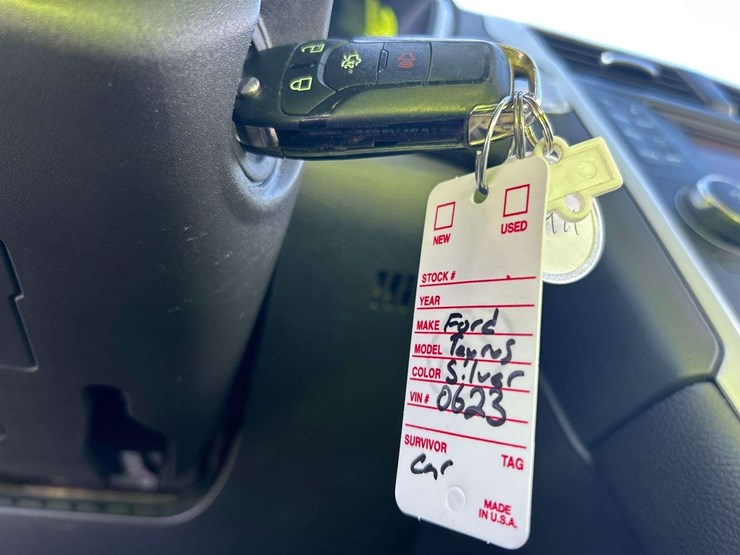 NEW USED
STOCK #
YEAR
MAKE Ford
MODEL Taurus
COLOR Silver
VIN # 0623
SURVIVOR TAG
Car
MADE
IN U.S.A.